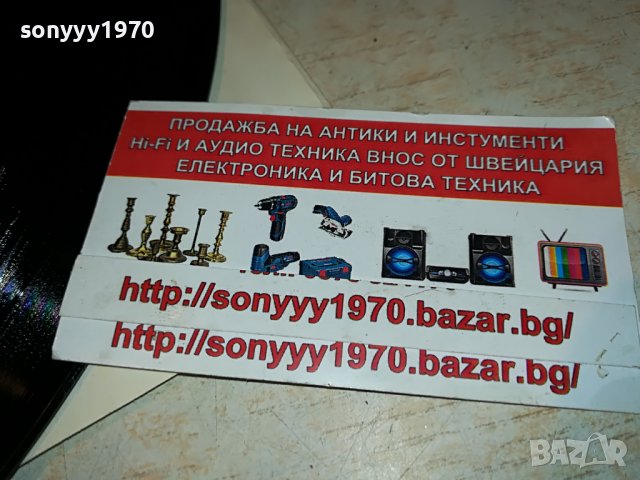 sonyyy1970
ПРОДАЖБА НА АНТИКИ И ИНСТУМЕНТИ
Hi-Fi И АУДИО ТЕХНИКА ВНОС ОТ ШВЕЙЦАРИЯ
ЕЛЕКТРОНИКА И БИТОВА ТЕХНИКА
http://sonyyy1970.bazar.bg/
http://sonyyy1970.bazar.bg/
BAZAR